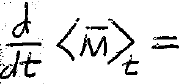 d/dt ⟨M̄⟩_t =